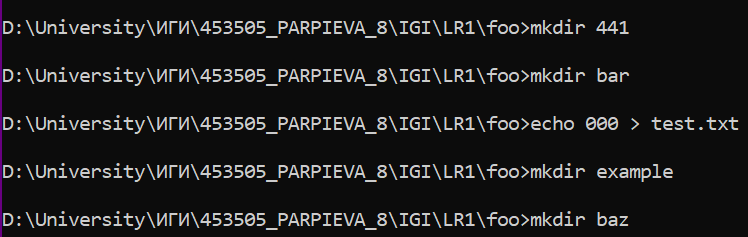 D:\University\ИГИ\453505_PARPIEVA_8\IGI\LR1\foo>mkdir 441
D:\University\ИГИ\453505_PARPIEVA_8\IGI\LR1\foo>mkdir bar
D:\University\ИГИ\453505_PARPIEVA_8\IGI\LR1\foo>echo 000 > test.txt
D:\University\ИГИ\453505_PARPIEVA_8\IGI\LR1\foo>mkdir example
D:\University\ИГИ\453505_PARPIEVA_8\IGI\LR1\foo>mkdir baz